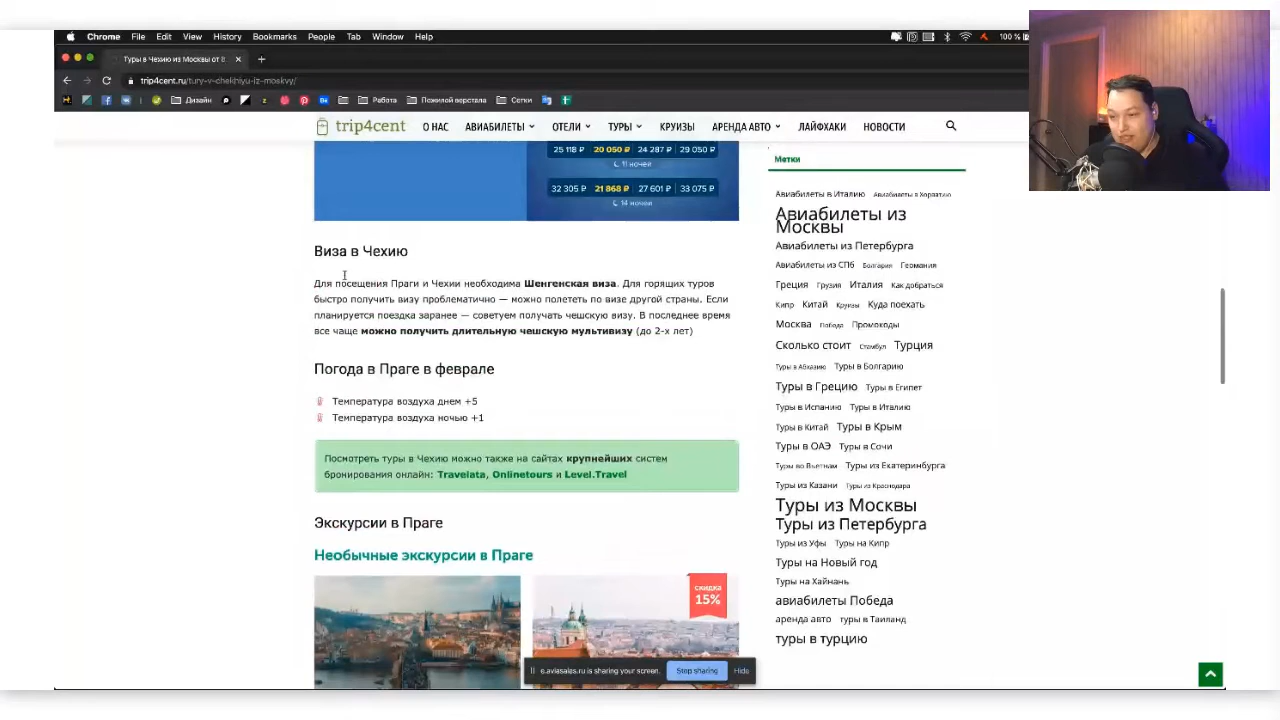 Chrome File Edit View History Bookmarks People Tab Window Help
100 %
Туры в Чехию из Москвы от
trip4cent.ru/tury-v-chekhiyu-iz-moskvy/
Дизайн
Работа
Пожилой верстала
Сетки
trip4cent О НАС АВИАБИЛЕТЫ ОТЕЛИ ТУРЫ КРУИЗЫ АРЕНДА АВТО ЛАЙФХАКИ НОВОСТИ
25 118 ₽ 20 050 ₽ 24 287 ₽ 29 050 ₽
11 ночей
32 305 ₽ 21 868 ₽ 27 601 ₽ 33 075 ₽
14 ночей
Виза в Чехию
Для посещения Праги и Чехии необходима Шенгенская виза. Для горящих туров
быстро получить визу проблематично — можно полететь по визе другой страны. Если
планируется поездка заранее — советуем получать чешскую визу. В последнее время
все чаще можно получить длительную чешскую мультивизу (до 2-х лет)
Погода в Праге в феврале
Температура воздуха днем +5
Температура воздуха ночью +1
Посмотреть туры в Чехию можно также на сайтах крупнейших систем
бронирования онлайн: Travelata, Onlinetours и Level.Travel
Экскурсии в Праге
Необычные экскурсии в Праге
скидка
15%
Метки
Авиабилеты в Италию Авиабилеты в Хорватию
Авиабилеты из
Москвы
Авиабилеты из Петербурга
Авиабилеты из СПб Болгария Германия
Греция Грузия Италия Как добраться
Кипр Китай Круизы Куда поехать
Москва Победа Промокоды
Сколько стоит Стамбул Турция
Туры в Абхазию Туры в Болгарию
Туры в Грецию Туры в Египет
Туры в Испанию Туры в Италию
Туры в Китай Туры в Крым
Туры в ОАЭ Туры в Сочи
Туры во Вьетнам Туры из Екатеринбурга
Туры из Казани Туры из Краснодара
Туры из Москвы
Туры из Петербурга
Туры из Уфы Туры на Кипр
Туры на Новый год
Туры на Хайнань
авиабилеты Победа
аренда авто туры в Таиланд
туры в турцию
s.aviasales.ru is sharing your screen. Stop sharing Hide